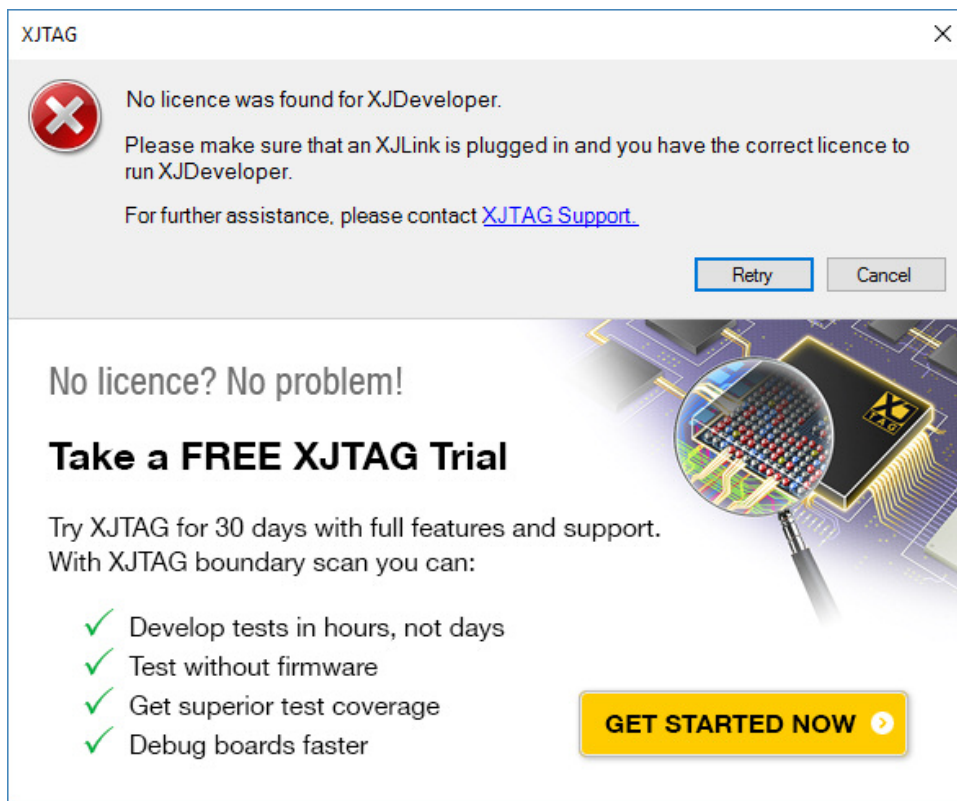 XJTAG
No licence was found for XJDeveloper.
Please make sure that an XJLink is plugged in and you have the correct licence to
run XJDeveloper.
For further assistance, please contact XJTAG Support.
Retry
Cancel
No licence? No problem!
XJ
TAG
Take a FREE XJTAG Trial
Try XJTAG for 30 days with full features and support.
With XJTAG boundary scan you can:
✓ Develop tests in hours, not days
✓ Test without firmware
✓ Get superior test coverage
✓ Debug boards faster
GET STARTED NOW